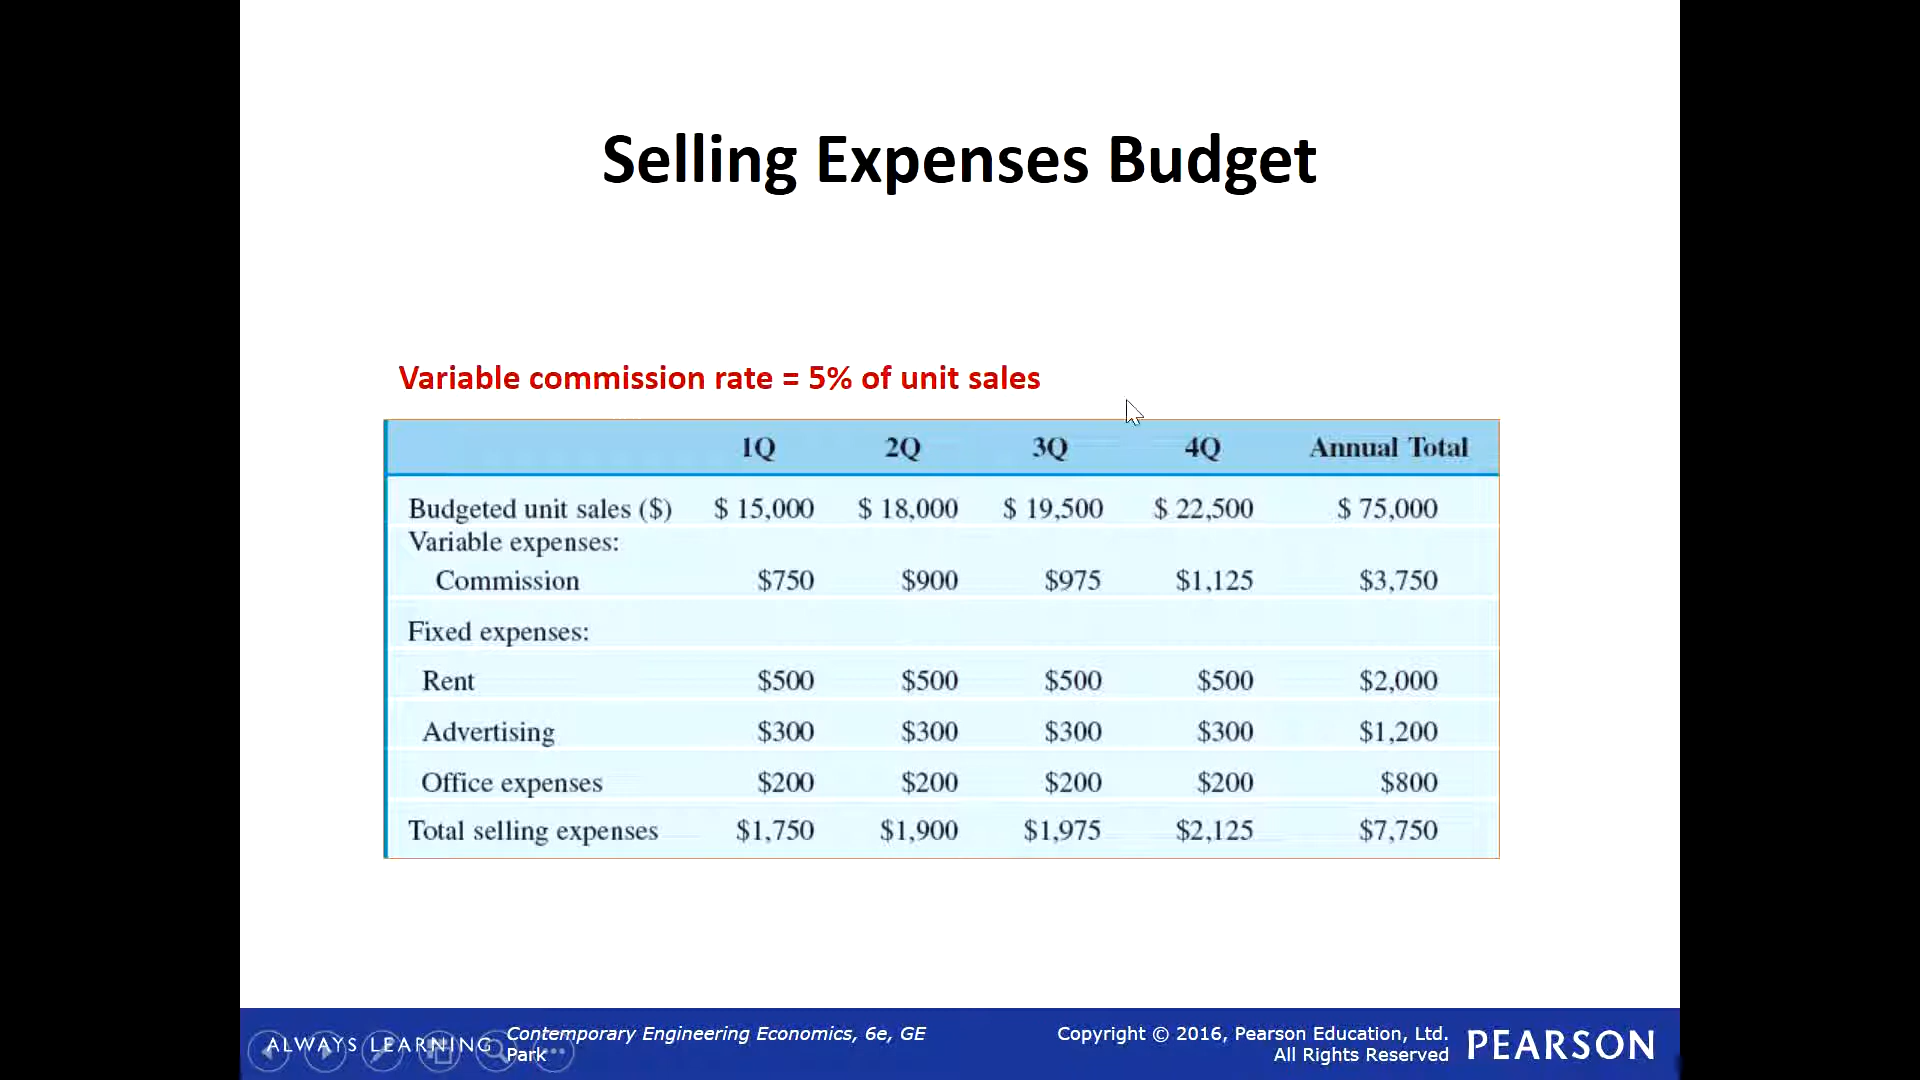 Selling Expenses Budget
Variable commission rate = 5% of unit sales
1Q 2Q 3Q 4Q Annual Total
Budgeted unit sales ($) $ 15,000 $ 18,000 $ 19,500 $ 22,500 $ 75,000
Variable expenses:
Commission $750 $900 $975 $1,125 $3,750
Fixed expenses:
Rent $500 $500 $500 $500 $2,000
Advertising $300 $300 $300 $300 $1,200
Office expenses $200 $200 $200 $200 $800
Total selling expenses $1,750 $1,900 $1,975 $2,125 $7,750
ALWAYS LEARNING
Contemporary Engineering Economics, 6e, GE
Park
Copyright © 2016, Pearson Education, Ltd.
All Rights Reserved
PEARSON